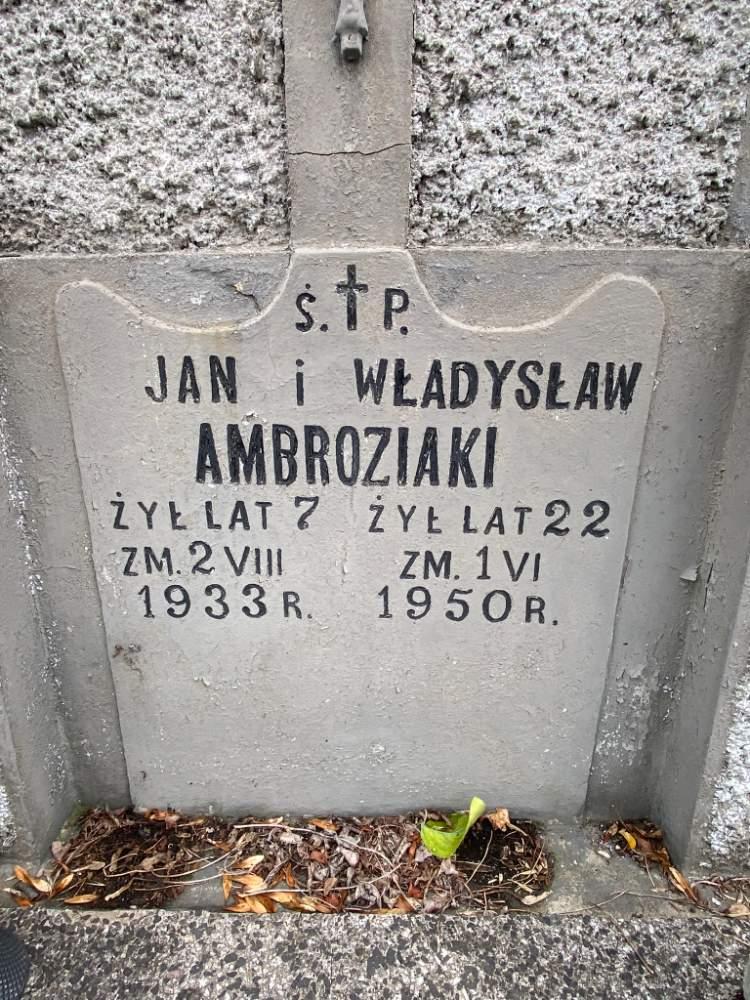 Ś. † P.
JAN i WŁADYSŁAW
AMBROZIAKI
ŻYŁ LAT 7 ŻYŁ LAT 22
ZM. 2 VIII ZM. 1 VI
1933 R. 1950 R.